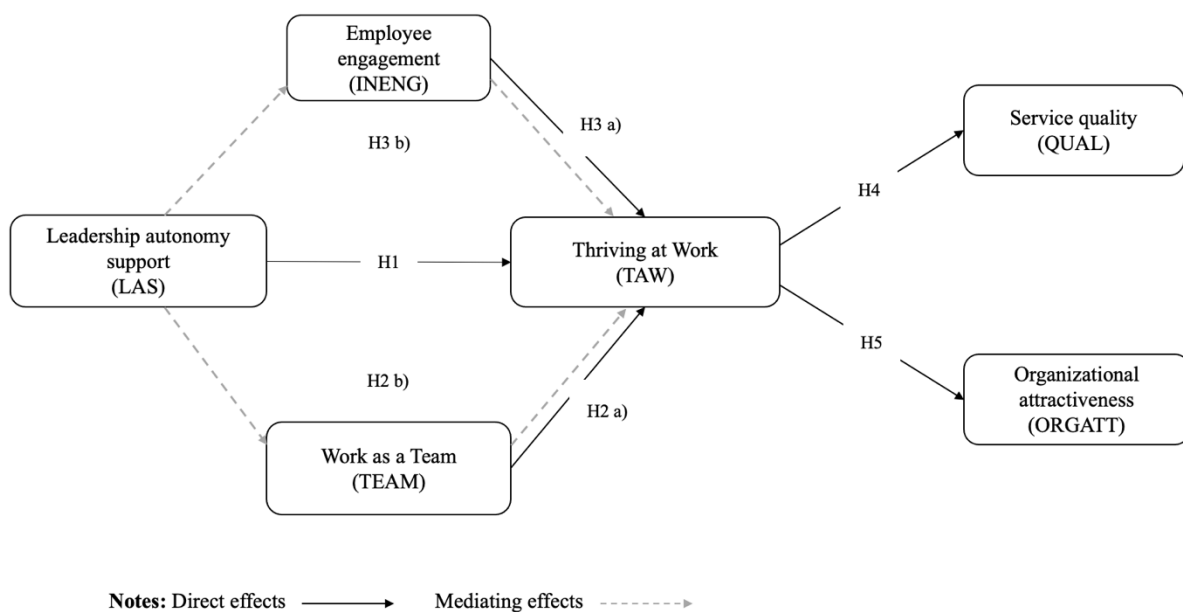 Employee
engagement
(INENG)
H3 a)
Service quality
(QUAL)
H3 b)
H4
Leadership autonomy
support
(LAS)
H1
Thriving at Work
(TAW)
H5
H2 b)
H2 a)
Organizational
attractiveness
(ORGATT)
Work as a Team
(TEAM)
Notes: Direct effects
Mediating effects